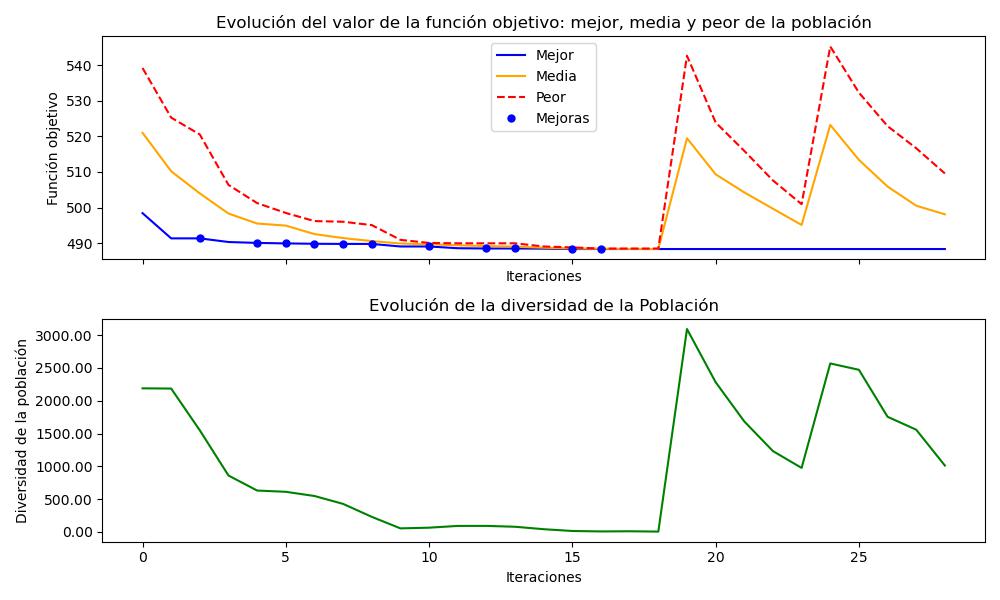 Evolución del valor de la función objetivo: mejor, media y peor de la población
Función objetivo
540
530
520
510
500
490
Mejor
Media
Peor
Mejoras
Iteraciones
Evolución de la diversidad de la Población
Diversidad de la población
3000.00
2500.00
2000.00
1500.00
1000.00
500.00
0.00
0 5 10 15 20 25
Iteraciones